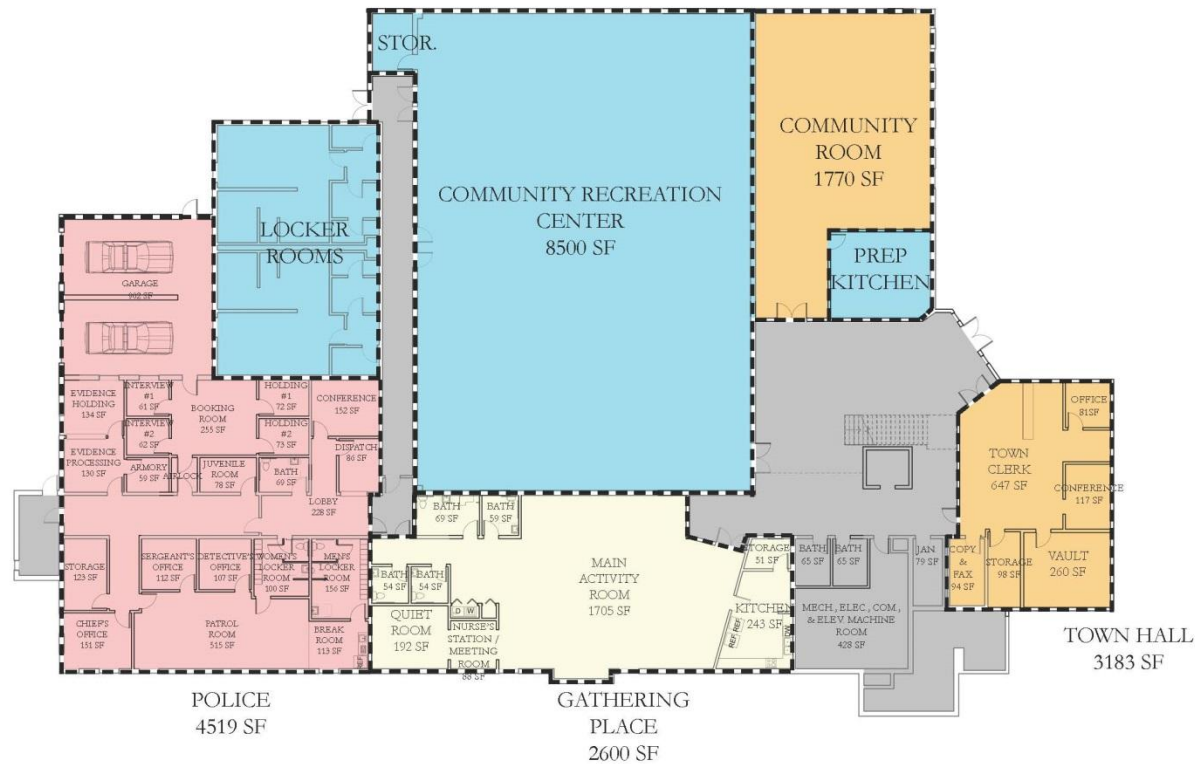 STOR.
COMMUNITY
ROOM
1770 SF
COMMUNITY RECREATION
CENTER
8500 SF
LOCKER
ROOMS
PREP
KITCHEN
GARAGE
EVIDENCE
HOLDING
134 SF
INTERVIEW
#1
61 SF
BOOKING
ROOM
255 SF
HOLDING
#1
72 SF
CONFERENCE
152 SF
INTERVIEW
#2
62 SF
HOLDING
#2
73 SF
DISPATCH
86 SF
EVIDENCE
PROCESSING
130 SF
ARMORY
59 SF
AIRLOCK
JUVENILE
ROOM
78 SF
BATH
69 SF
LOBBY
228 SF
STORAGE
123 SF
SERGEANT'S
OFFICE
112 SF
DETECTIVE'S
OFFICE
107 SF
WOMEN'S
LOCKER
ROOM
100 SF
MEN'S
LOCKER
ROOM
156 SF
CHIEF'S
OFFICE
151 SF
PATROL
ROOM
515 SF
BREAK
ROOM
113 SF
REF.
BATH
69 SF
BATH
59 SF
BATH
54 SF
BATH
54 SF
QUIET
ROOM
192 SF
D W
NURSE'S
STATION /
MEETING
ROOM
88 SF
MAIN
ACTIVITY
ROOM
1705 SF
STORAGE
51 SF
KITCHEN
243 SF
REF. REF.
DW
BATH
65 SF
BATH
65 SF
JAN
79 SF
MECH., ELEC., COM.,
& ELEV. MACHINE
ROOM
428 SF
OFFICE
81SF
TOWN
CLERK
647 SF
CONFERENCE
117 SF
COPY
&
FAX
94 SF
STORAGE
98 SF
VAULT
260 SF
TOWN HALL
3183 SF
POLICE
4519 SF
GATHERING
PLACE
2600 SF